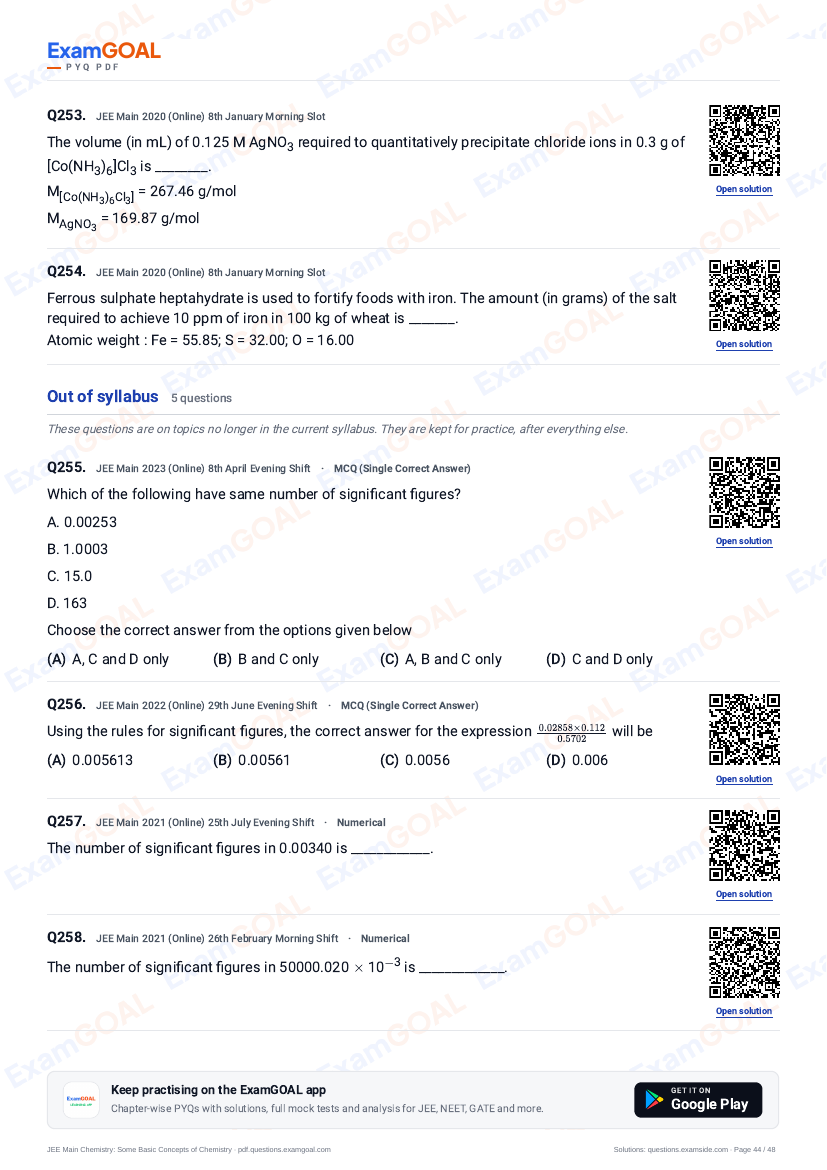 ExamGOAL
PYQ PDF
Q253. JEE Main 2020 (Online) 8th January Morning Slot
The volume (in mL) of 0.125 M AgNO₃ required to quantitatively precipitate chloride ions in 0.3 g of
[Co(NH₃)₆]Cl₃ is ________.
M[Co(NH₃)₆Cl₃] = 267.46 g/mol
MAgNO₃ = 169.87 g/mol
Open solution
Q254. JEE Main 2020 (Online) 8th January Morning Slot
Ferrous sulphate heptahydrate is used to fortify foods with iron. The amount (in grams) of the salt
required to achieve 10 ppm of iron in 100 kg of wheat is _______.
Atomic weight : Fe = 55.85; S = 32.00; O = 16.00
Open solution
Out of syllabus 5 questions
These questions are on topics no longer in the current syllabus. They are kept for practice, after everything else.
Q255. JEE Main 2023 (Online) 8th April Evening Shift · MCQ (Single Correct Answer)
Which of the following have same number of significant figures?
A. 0.00253
B. 1.0003
C. 15.0
D. 163
Choose the correct answer from the options given below
(A) A, C and D only (B) B and C only (C) A, B and C only (D) C and D only
Open solution
Q256. JEE Main 2022 (Online) 29th June Evening Shift · MCQ (Single Correct Answer)
Using the rules for significant figures, the correct answer for the expression 0.02858×0.112/0.5702 will be
(A) 0.005613 (B) 0.00561 (C) 0.0056 (D) 0.006
Open solution
Q257. JEE Main 2021 (Online) 25th July Evening Shift · Numerical
The number of significant figures in 0.00340 is ____________.
Open solution
Q258. JEE Main 2021 (Online) 26th February Morning Shift · Numerical
The number of significant figures in 50000.020 × 10⁻³ is _____________.
Open solution
Keep practising on the ExamGOAL app
Chapter-wise PYQs with solutions, full mock tests and analysis for JEE, NEET, GATE and more.
GET IT ON
Google Play
JEE Main Chemistry: Some Basic Concepts of Chemistry · pdf.questions.examgoal.com
Solutions: questions.examside.com · Page 44 / 48